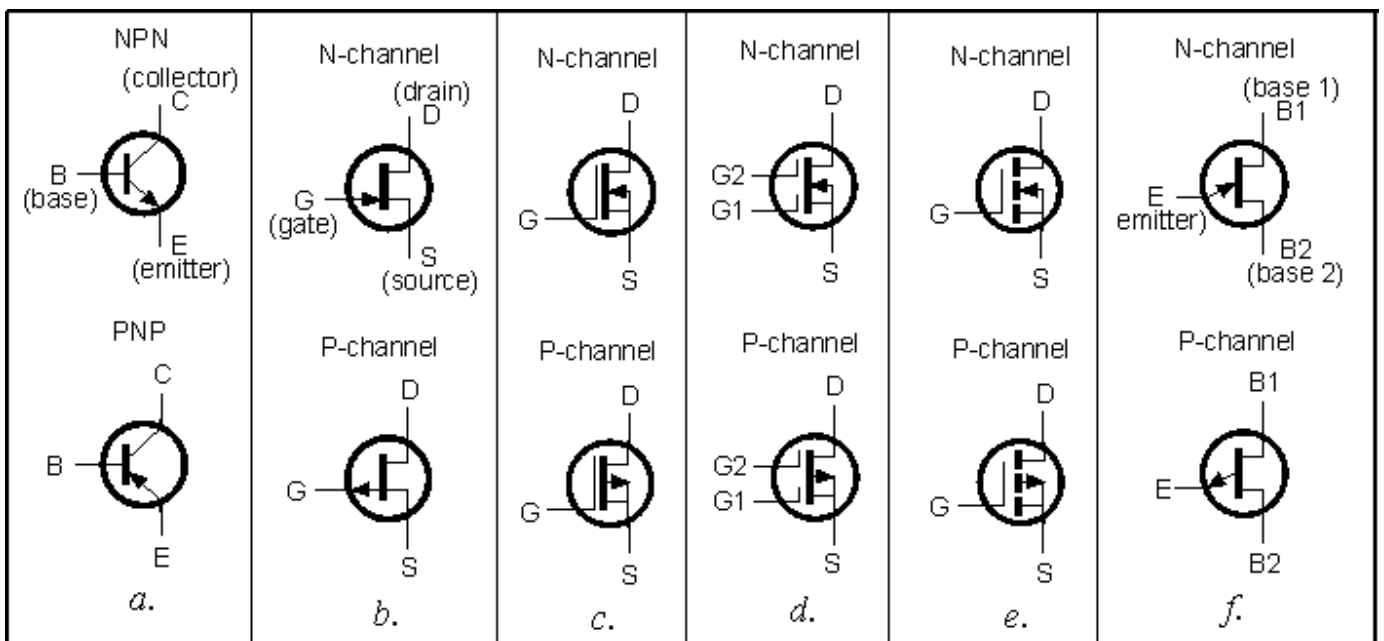 NPN
(collector)
C
B
(base)
E
(emitter)
PNP
C
B
E
a.
N-channel
(drain)
D
G
(gate)
S
(source)
P-channel
D
G
S
b.
N-channel
D
G
S
P-channel
D
G
S
c.
N-channel
D
G2
G1
S
P-channel
D
G2
G1
S
d.
N-channel
D
G
S
P-channel
D
G
S
e.
N-channel
(base 1)
B1
E
emitter)
B2
(base 2)
P-channel
B1
E
B2
f.